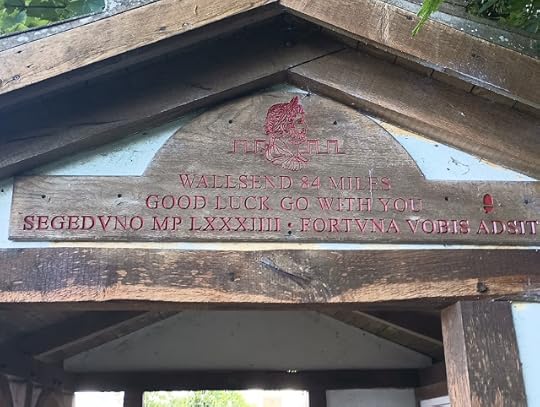 WALLSEND 84 MILES
GOOD LUCK GO WITH YOU
SEGEDVNO MP LXXXIIII : FORTVNA VOBIS ADSIT